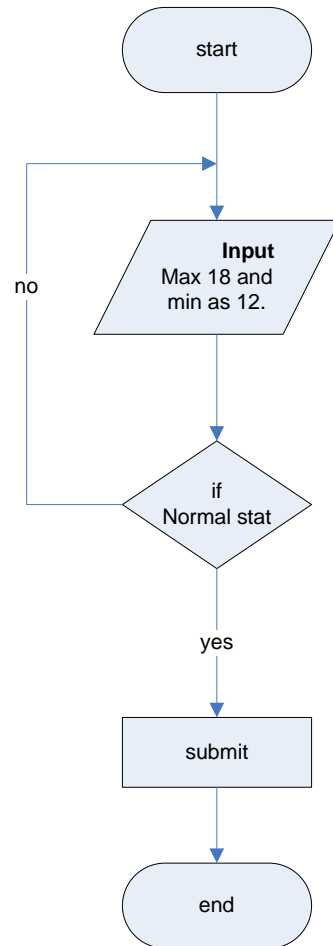 start
no
Input
Max 18 and
min as 12.
if
Normal stat
yes
submit
end